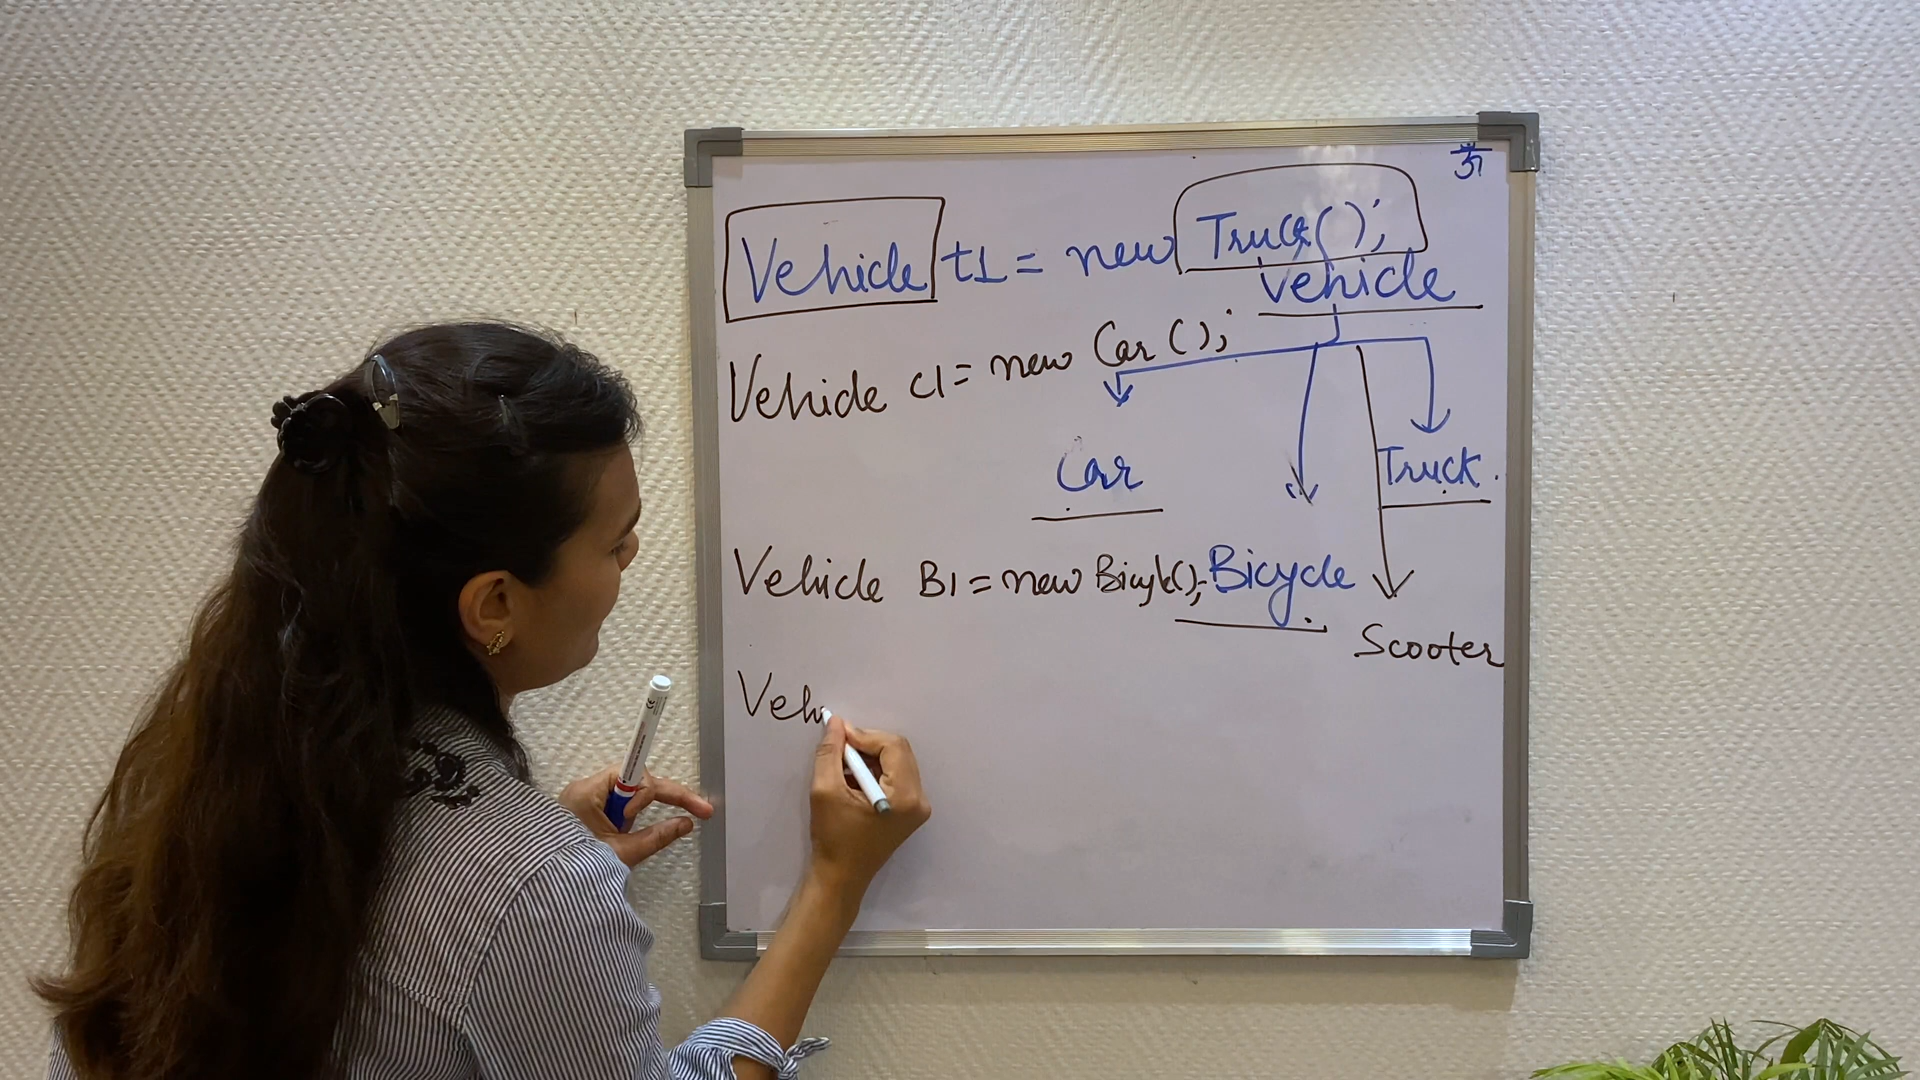 ॐ
Vehicle t1 = new Truck();
Vehicle
Vehicle c1 = new Car ();
Car
Truck.
Vehicle B1 = new Bicycle();
Bicycle
Scooter
Veh